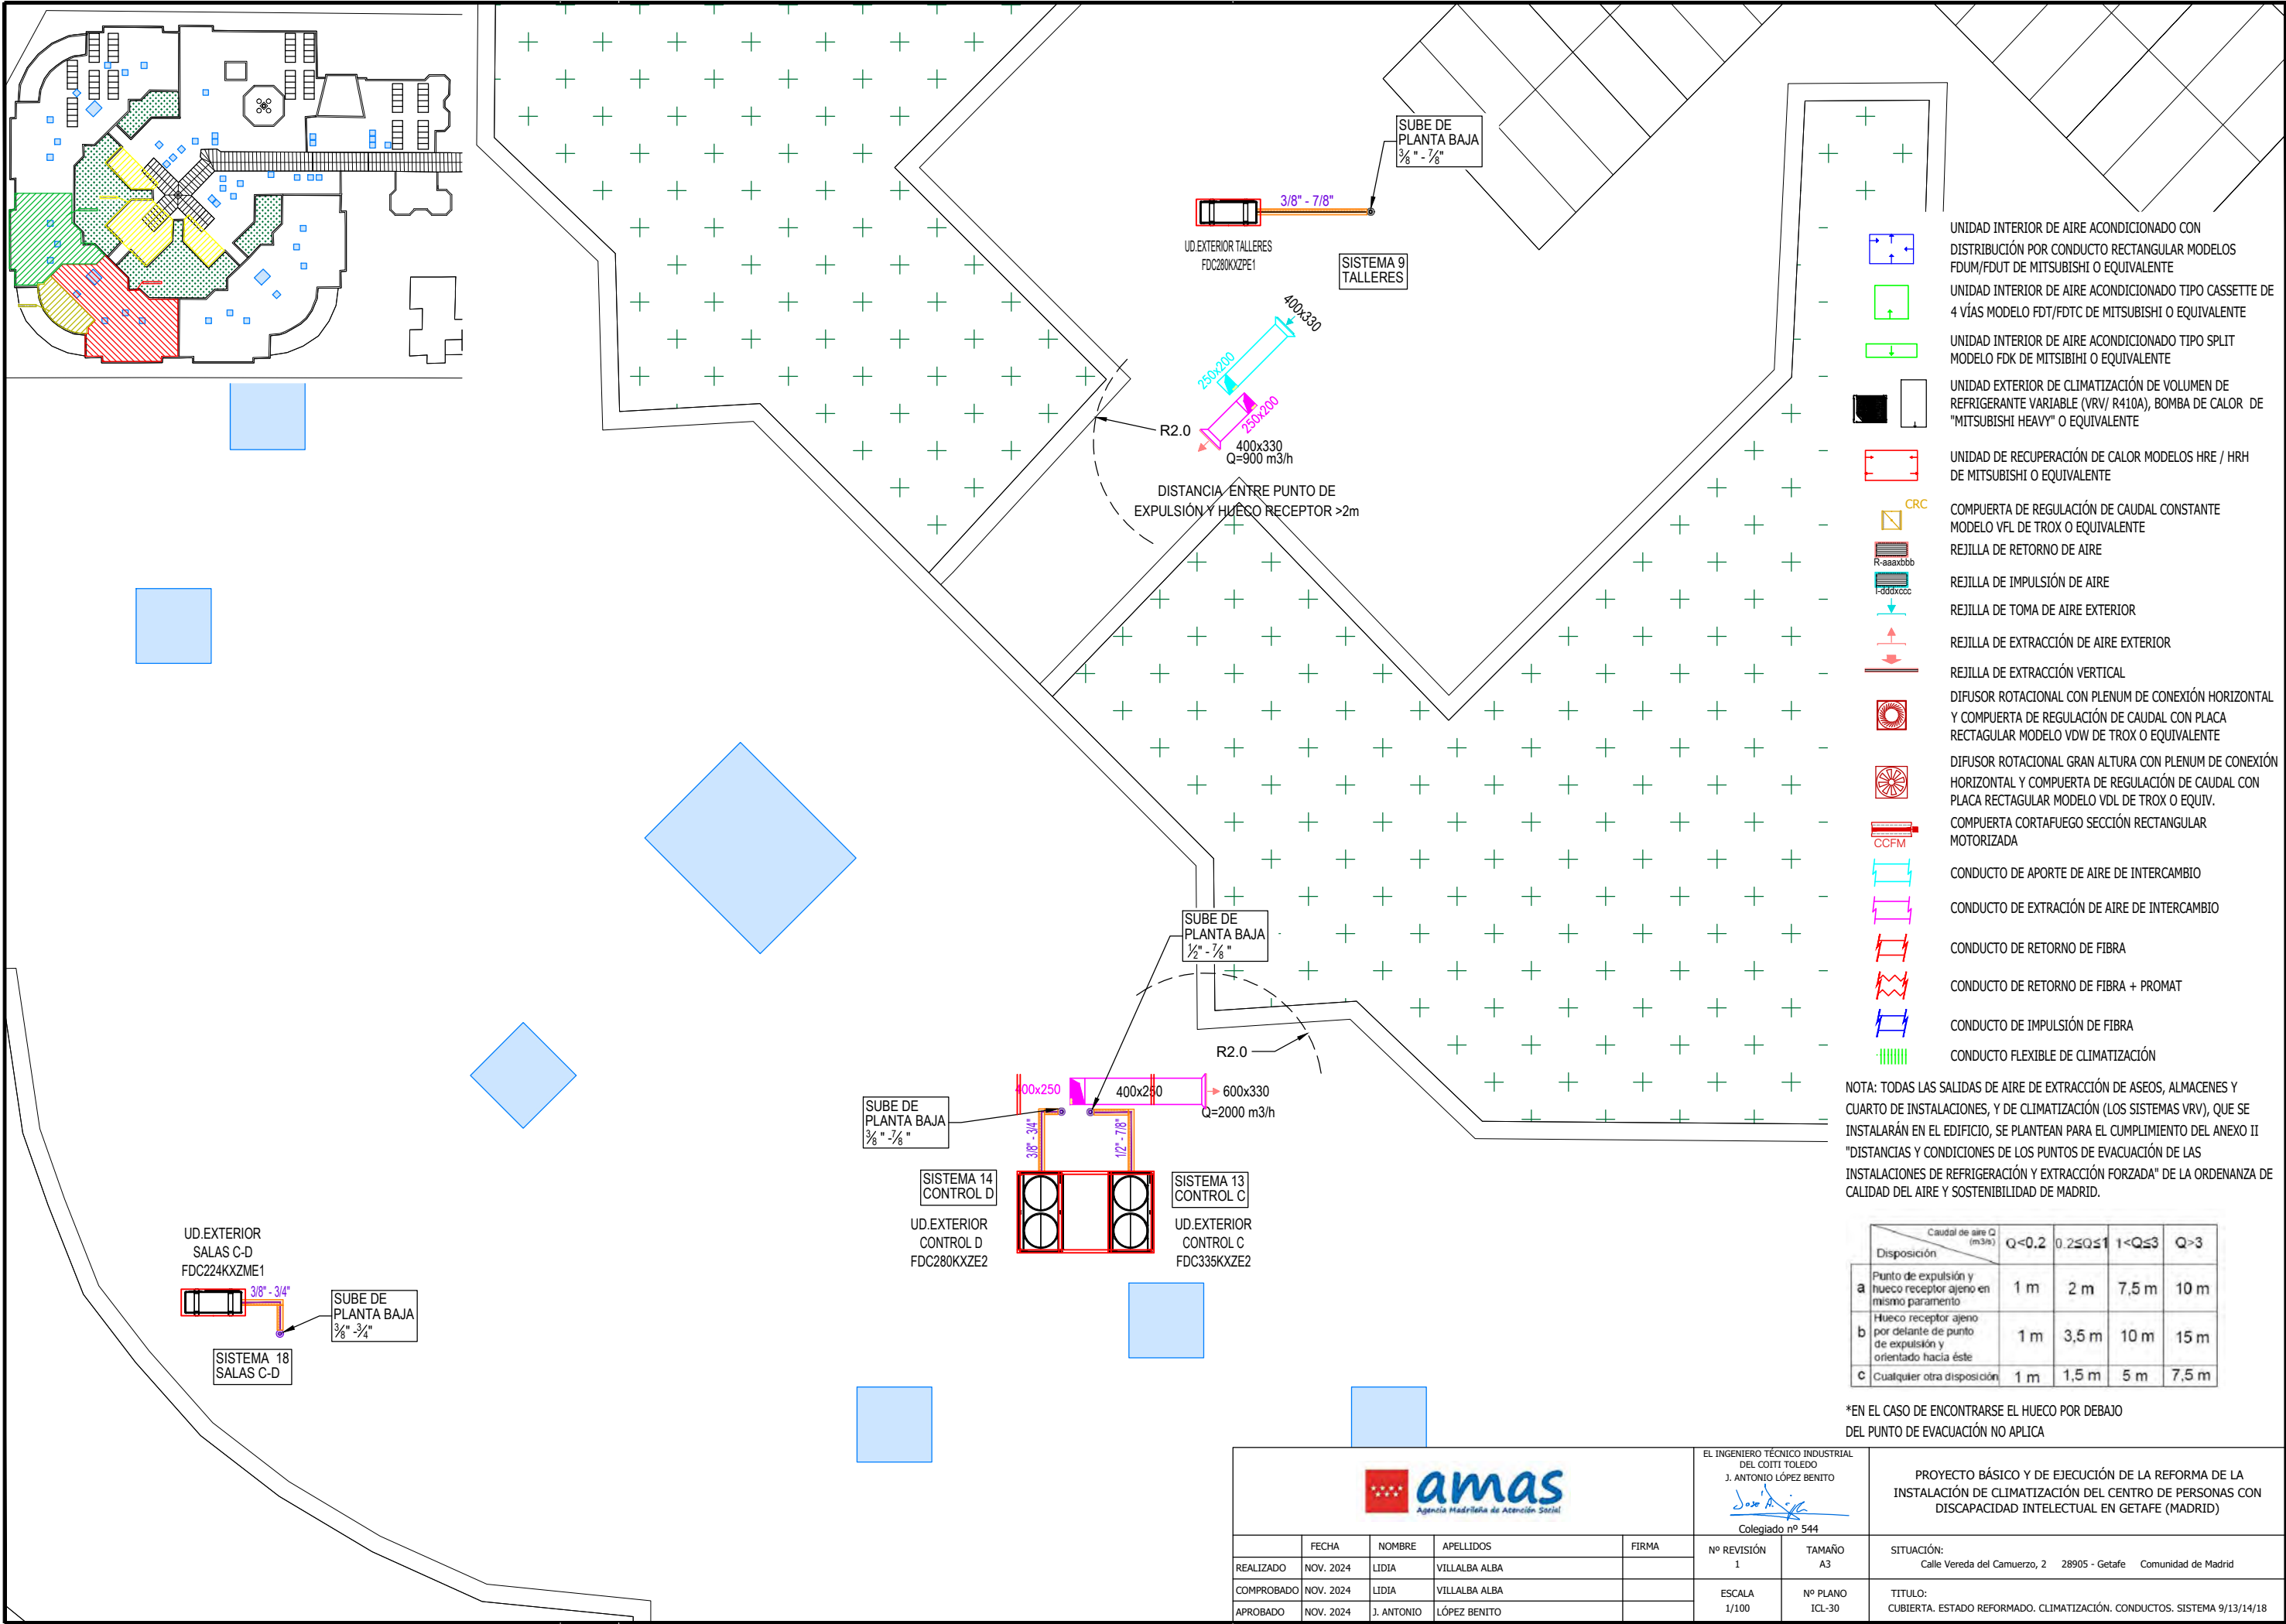 SUBE DE
PLANTA BAJA
3/8 " - 7/8"
3/8" - 7/8"
UD.EXTERIOR TALLERES
FDC280KXZPE1
SISTEMA 9
TALLERES
400x330
250x200
250x200
R2.0
400x330
Q=900 m3/h
DISTANCIA ENTRE PUNTO DE
EXPULSIÓN Y HUECO RECEPTOR >2m
SUBE DE
PLANTA BAJA
1/2" - 7/8 "
R2.0
400x250
400x250
600x330
Q=2000 m3/h
SUBE DE
PLANTA BAJA
3/8 " -7/8 "
3/8" - 3/4"
1/2" - 7/8"
SISTEMA 14
CONTROL D
SISTEMA 13
CONTROL C
UD.EXTERIOR
CONTROL D
FDC280KXZE2
UD.EXTERIOR
CONTROL C
FDC335KXZE2
UD.EXTERIOR
SALAS C-D
FDC224KXZME1
3/8" - 3/4"
SUBE DE
PLANTA BAJA
3/8" -3/4"
SISTEMA 18
SALAS C-D
UNIDAD INTERIOR DE AIRE ACONDICIONADO CON
DISTRIBUCIÓN POR CONDUCTO RECTANGULAR MODELOS
FDUM/FDUT DE MITSUBISHI O EQUIVALENTE
UNIDAD INTERIOR DE AIRE ACONDICIONADO TIPO CASSETTE DE
4 VÍAS MODELO FDT/FDTC DE MITSUBISHI O EQUIVALENTE
UNIDAD INTERIOR DE AIRE ACONDICIONADO TIPO SPLIT
MODELO FDK DE MITSIBIHI O EQUIVALENTE
UNIDAD EXTERIOR DE CLIMATIZACIÓN DE VOLUMEN DE
REFRIGERANTE VARIABLE (VRV/ R410A), BOMBA DE CALOR DE
"MITSUBISHI HEAVY" O EQUIVALENTE
UNIDAD DE RECUPERACIÓN DE CALOR MODELOS HRE / HRH
DE MITSUBISHI O EQUIVALENTE
CRC
COMPUERTA DE REGULACIÓN DE CAUDAL CONSTANTE
MODELO VFL DE TROX O EQUIVALENTE
REJILLA DE RETORNO DE AIRE
R-aaaxbbb
REJILLA DE IMPULSIÓN DE AIRE
I-dddxccc
REJILLA DE TOMA DE AIRE EXTERIOR
REJILLA DE EXTRACCIÓN DE AIRE EXTERIOR
REJILLA DE EXTRACCIÓN VERTICAL
DIFUSOR ROTACIONAL CON PLENUM DE CONEXIÓN HORIZONTAL
Y COMPUERTA DE REGULACIÓN DE CAUDAL CON PLACA
RECTAGULAR MODELO VDW DE TROX O EQUIVALENTE
DIFUSOR ROTACIONAL GRAN ALTURA CON PLENUM DE CONEXIÓN
HORIZONTAL Y COMPUERTA DE REGULACIÓN DE CAUDAL CON
PLACA RECTAGULAR MODELO VDL DE TROX O EQUIV.
COMPUERTA CORTAFUEGO SECCIÓN RECTANGULAR
MOTORIZADA
CCFM
CONDUCTO DE APORTE DE AIRE DE INTERCAMBIO
CONDUCTO DE EXTRACIÓN DE AIRE DE INTERCAMBIO
CONDUCTO DE RETORNO DE FIBRA
CONDUCTO DE RETORNO DE FIBRA + PROMAT
CONDUCTO DE IMPULSIÓN DE FIBRA
CONDUCTO FLEXIBLE DE CLIMATIZACIÓN
NOTA: TODAS LAS SALIDAS DE AIRE DE EXTRACCIÓN DE ASEOS, ALMACENES Y
CUARTO DE INSTALACIONES, Y DE CLIMATIZACIÓN (LOS SISTEMAS VRV), QUE SE
INSTALARÁN EN EL EDIFICIO, SE PLANTEAN PARA EL CUMPLIMIENTO DEL ANEXO II
"DISTANCIAS Y CONDICIONES DE LOS PUNTOS DE EVACUACIÓN DE LAS
INSTALACIONES DE REFRIGERACIÓN Y EXTRACCIÓN FORZADA" DE LA ORDENANZA DE
CALIDAD DEL AIRE Y SOSTENIBILIDAD DE MADRID.
Caudal de aire Q (m3/s) Disposición Q<0.2 0.2≤Q≤1 1<Q≤3 Q>3
a Punto de expulsión y hueco receptor ajeno en mismo paramento 1 m 2 m 7,5 m 10 m
b Hueco receptor ajeno por delante de punto de expulsión y orientado hacia éste 1 m 3,5 m 10 m 15 m
c Cualquier otra disposición 1 m 1,5 m 5 m 7,5 m
*EN EL CASO DE ENCONTRARSE EL HUECO POR DEBAJO
DEL PUNTO DE EVACUACIÓN NO APLICA
amas
Agencia Madrileña de Atención Social
EL INGENIERO TÉCNICO INDUSTRIAL
DEL COITI TOLEDO
J. ANTONIO LÓPEZ BENITO
Colegiado nº 544
PROYECTO BÁSICO Y DE EJECUCIÓN DE LA REFORMA DE LA
INSTALACIÓN DE CLIMATIZACIÓN DEL CENTRO DE PERSONAS CON
DISCAPACIDAD INTELECTUAL EN GETAFE (MADRID)
FECHA NOMBRE APELLIDOS FIRMA
REALIZADO NOV. 2024 LIDIA VILLALBA ALBA
COMPROBADO NOV. 2024 LIDIA VILLALBA ALBA
APROBADO NOV. 2024 J. ANTONIO LÓPEZ BENITO
Nº REVISIÓN
1
TAMAÑO
A3
ESCALA
1/100
Nº PLANO
ICL-30
SITUACIÓN:
Calle Vereda del Camuerzo, 2 28905 - Getafe Comunidad de Madrid
TITULO:
CUBIERTA. ESTADO REFORMADO. CLIMATIZACIÓN. CONDUCTOS. SISTEMA 9/13/14/18